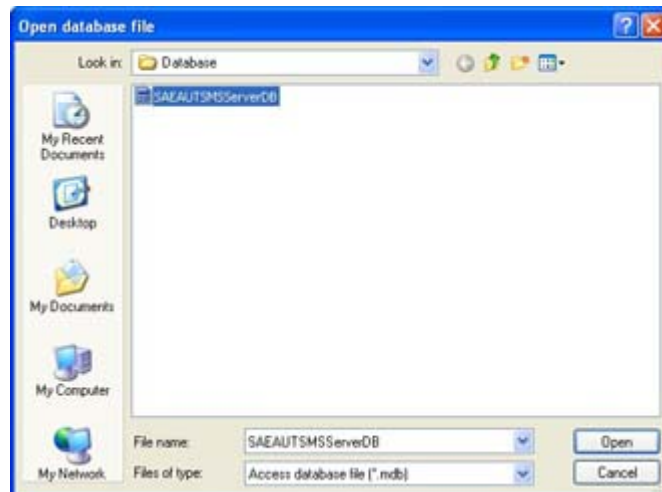 Open database file
Look in: Database
SAEAUTSMSServerDB
My Recent
Documents
Desktop
My Documents
My Computer
My Network
File name: SAEAUTSMSServerDB Open
Files of type: Access database file (*.mdb) Cancel